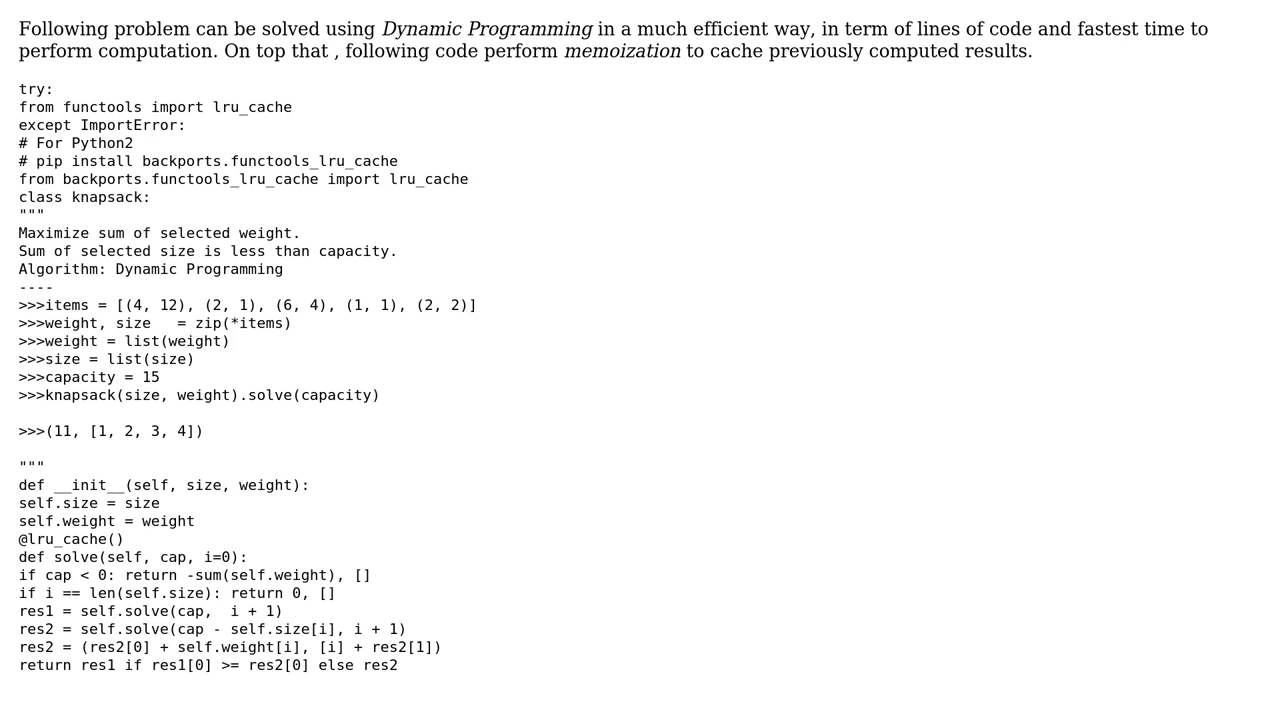 Following problem can be solved using Dynamic Programming in a much efficient way, in term of lines of code and fastest time to
perform computation. On top that , following code perform memoization to cache previously computed results.
try:
from functools import lru_cache
except ImportError:
# For Python2
# pip install backports.functools_lru_cache
from backports.functools_lru_cache import lru_cache
class knapsack:
"""
Maximize sum of selected weight.
Sum of selected size is less than capacity.
Algorithm: Dynamic Programming
----
>>>items = [(4, 12), (2, 1), (6, 4), (1, 1), (2, 2)]
>>>weight, size   = zip(*items)
>>>weight = list(weight)
>>>size = list(size)
>>>capacity = 15
>>>knapsack(size, weight).solve(capacity)
>>>(11, [1, 2, 3, 4])
"""
def __init__(self, size, weight):
self.size = size
self.weight = weight
@lru_cache()
def solve(self, cap, i=0):
if cap < 0: return -sum(self.weight), []
if i == len(self.size): return 0, []
res1 = self.solve(cap,  i + 1)
res2 = self.solve(cap - self.size[i], i + 1)
res2 = (res2[0] + self.weight[i], [i] + res2[1])
return res1 if res1[0] >= res2[0] else res2